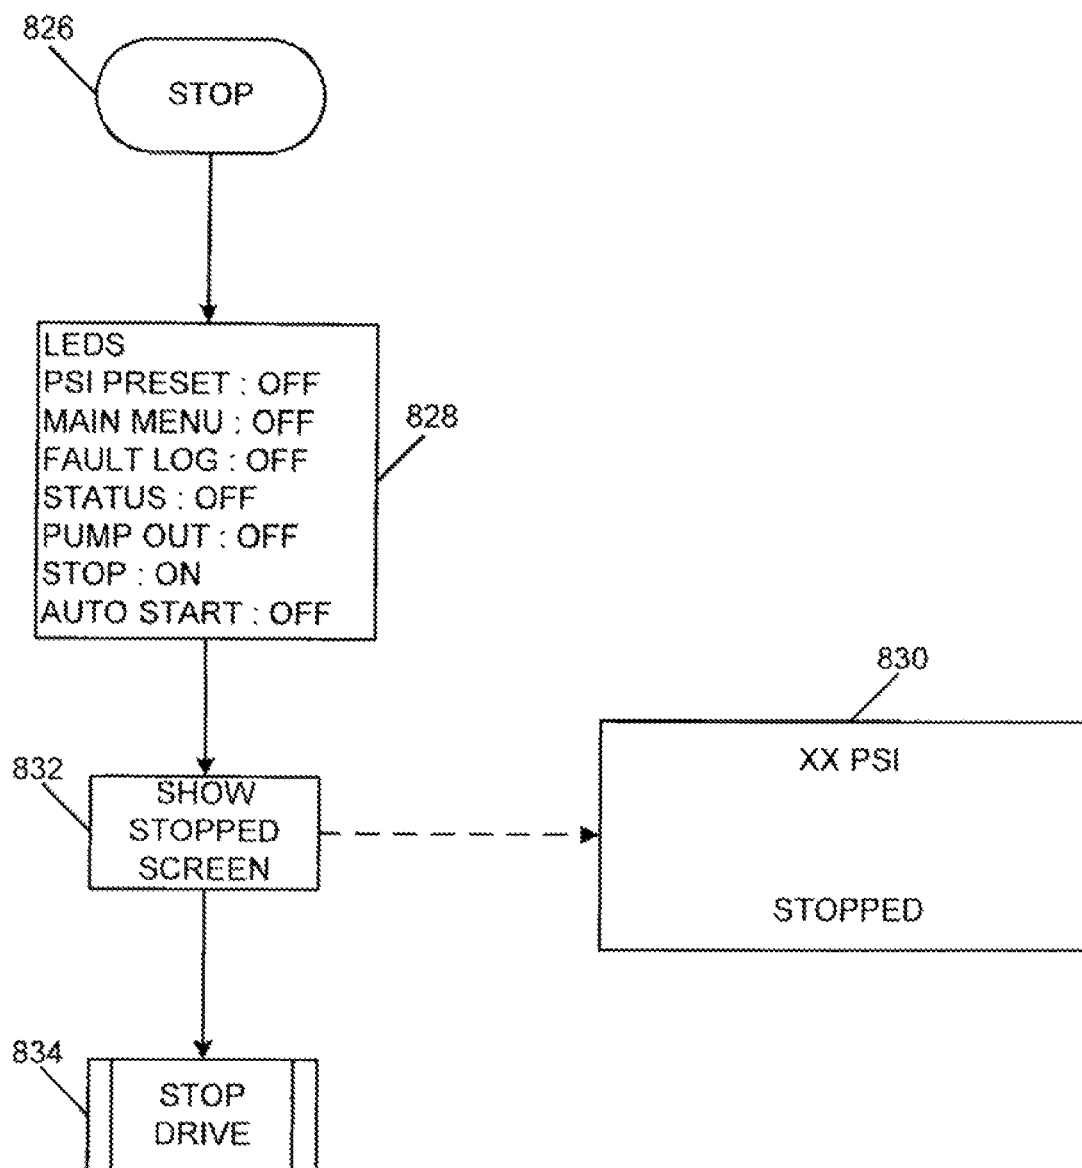 826
STOP
LEDS
PSI PRESET : OFF
MAIN MENU : OFF
FAULT LOG : OFF
STATUS : OFF
PUMP OUT : OFF
STOP : ON
AUTO START : OFF
828
830
XX PSI
STOPPED
832
SHOW
STOPPED
SCREEN
834
STOP
DRIVE